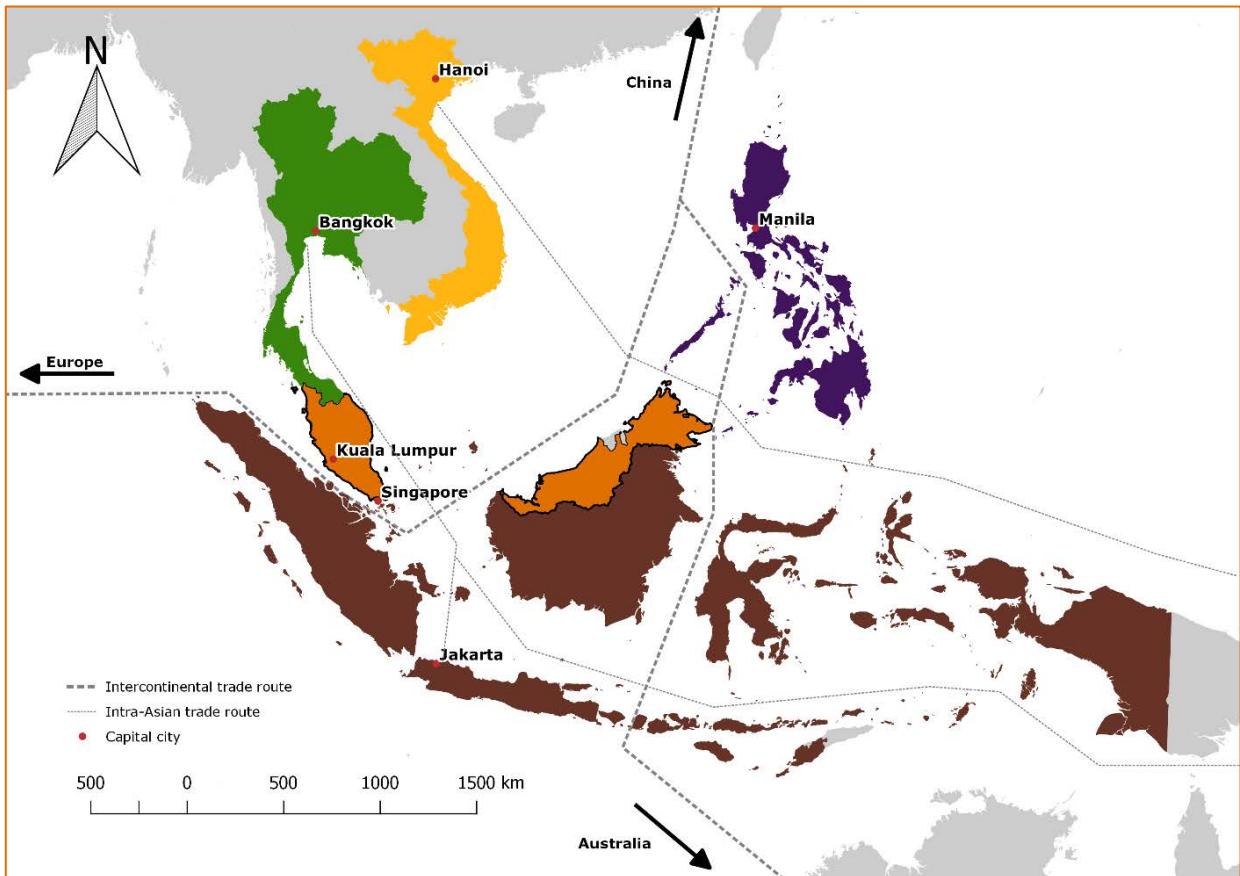 N
Hanoi
China
Bangkok
Manila
Europe
Kuala Lumpur
Singapore
Jakarta
Intercontinental trade route
Intra-Asian trade route
Capital city
500 0 500 1000 1500 km
Australia